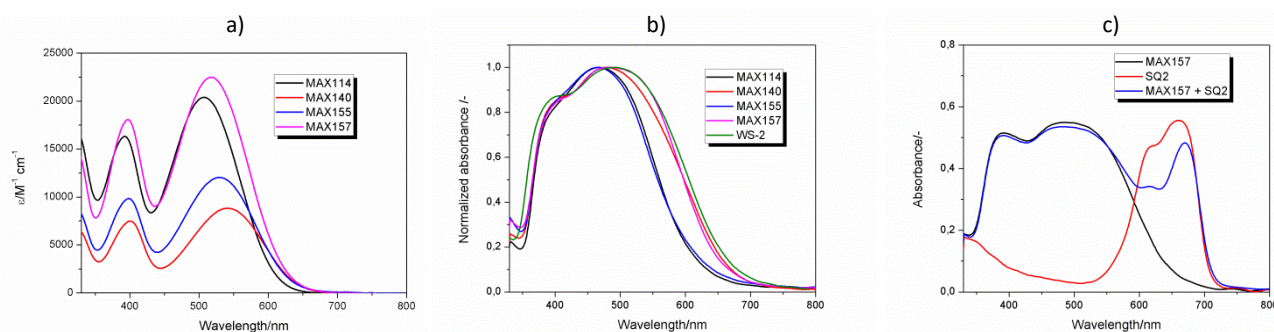 a)
25000
20000
15000
10000
5000
0
ε/M⁻¹ cm⁻¹
MAX114
MAX140
MAX155
MAX157
400 500 600 700 800
Wavelength/nm
b)
1,0
0,8
0,6
0,4
0,2
0,0
Normalized absorbance /-
MAX114
MAX140
MAX155
MAX157
WS-2
400 500 600 700 800
Wavelength/nm
c)
0,8
0,6
0,4
0,2
0,0
Absorbance/-
MAX157
SQ2
MAX157 + SQ2
400 500 600 700 800
Wavelength/nm